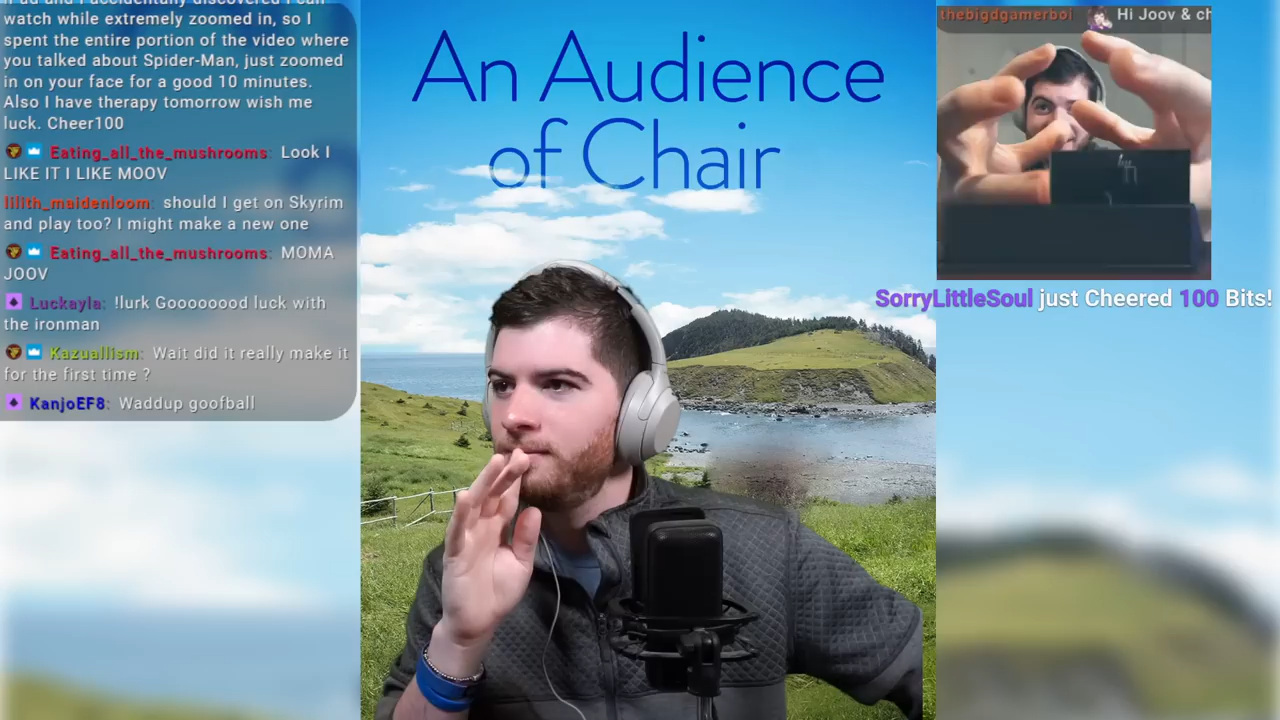 watch while extremely zoomed in, so I
spent the entire portion of the video where
you talked about Spider-Man, just zoomed
in on your face for a good 10 minutes.
Also I have therapy tomorrow wish me
luck. Cheer100
Eating_all_the_mushrooms: Look I
LIKE IT I LIKE MOOV
lilith_maidenloom: should I get on Skyrim
and play too? I might make a new one
Eating_all_the_mushrooms: MOMA
JOOV
Luckayla: !lurk Goooooood luck with
the ironman
Kazuallism: Wait did it really make it
for the first time ?
KanjoEF8: Waddup goofball
An Audience
of Chair
thebigdgamerboi Hi Joov & ch
hp
SorryLittleSoul just Cheered 100 Bits!